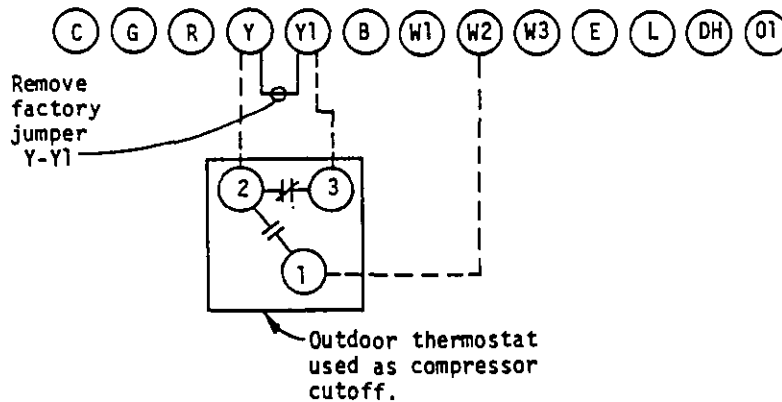 C G R Y Y1 B W1 W2 W3 E L DH O1
Remove
factory
jumper
Y-Y1
2 3
1
Outdoor thermostat
used as compressor
cutoff.